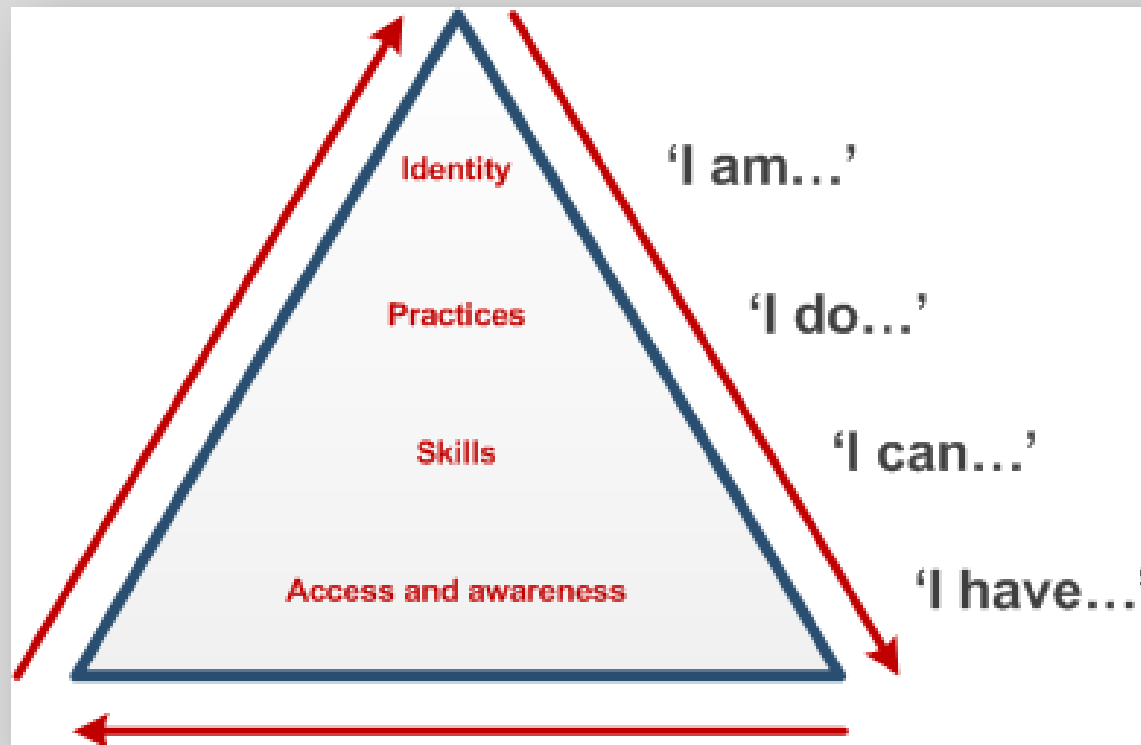 Identity
‘I am…’
Practices
‘I do…’
Skills
‘I can…’
Access and awareness
‘I have…’